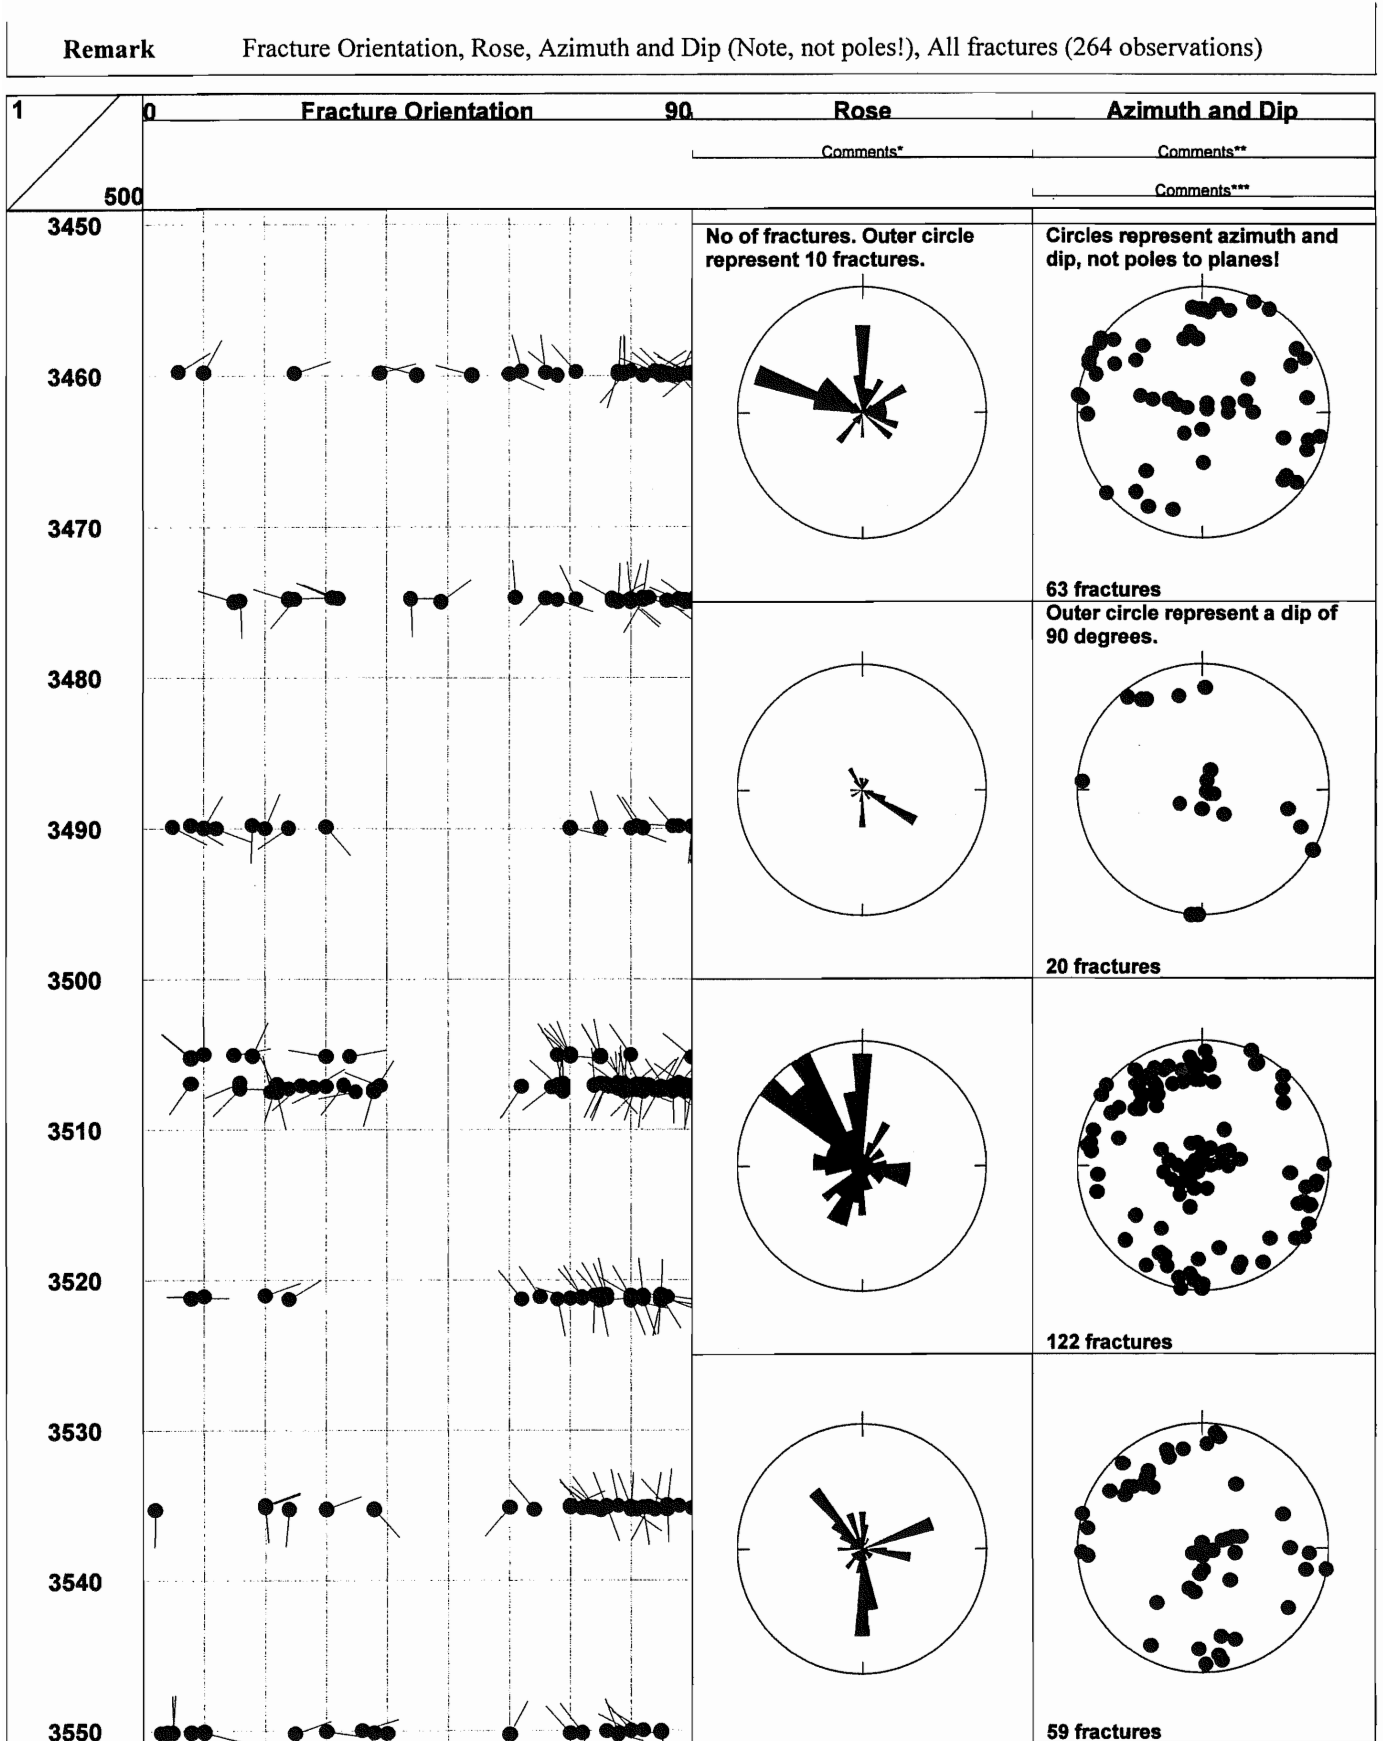 Remark Fracture Orientation, Rose, Azimuth and Dip (Note, not poles!), All fractures (264 observations)
1 0 Fracture Orientation 90 Rose Azimuth and Dip
Comments* Comments**
Comments***
500
3450
No of fractures. Outer circle
represent 10 fractures.
Circles represent azimuth and
dip, not poles to planes!
3460
3470
63 fractures
Outer circle represent a dip of
90 degrees.
3480
3490
20 fractures
3500
3510
3520
122 fractures
3530
3540
3550
59 fractures